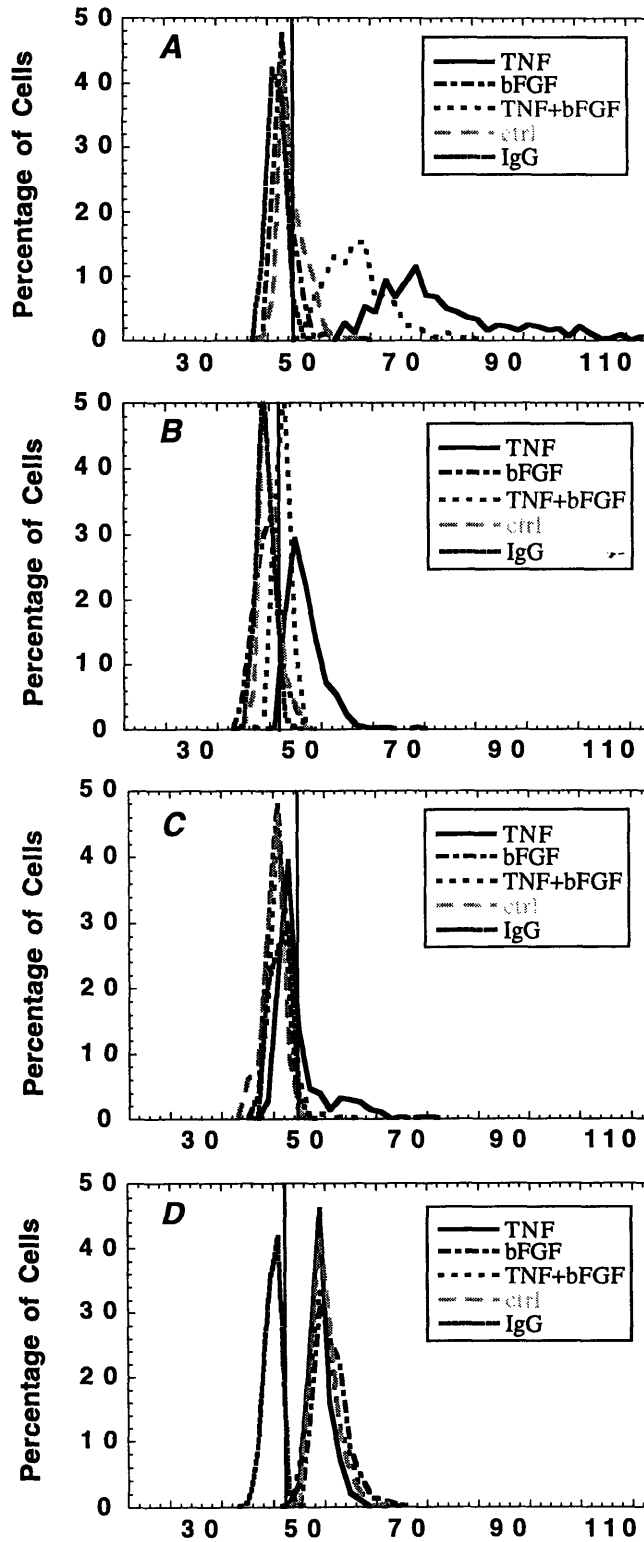 A
Percentage of Cells
50
40
30
20
10
0
TNF
bFGF
TNF+bFGF
ctrl
IgG
30 50 70 90 110
B
Percentage of Cells
50
40
30
20
10
0
TNF
bFGF
TNF+bFGF
ctrl
IgG
30 50 70 90 110
C
Percentage of Cells
50
40
30
20
10
0
TNF
bFGF
TNF+bFGF
ctrl
IgG
30 50 70 90 110
D
Percentage of Cells
50
40
30
20
10
0
TNF
bFGF
TNF+bFGF
ctrl
IgG
30 50 70 90 110